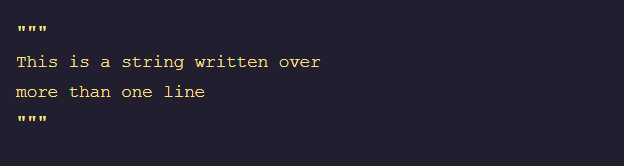 """
This is a string written over
more than one line
"""